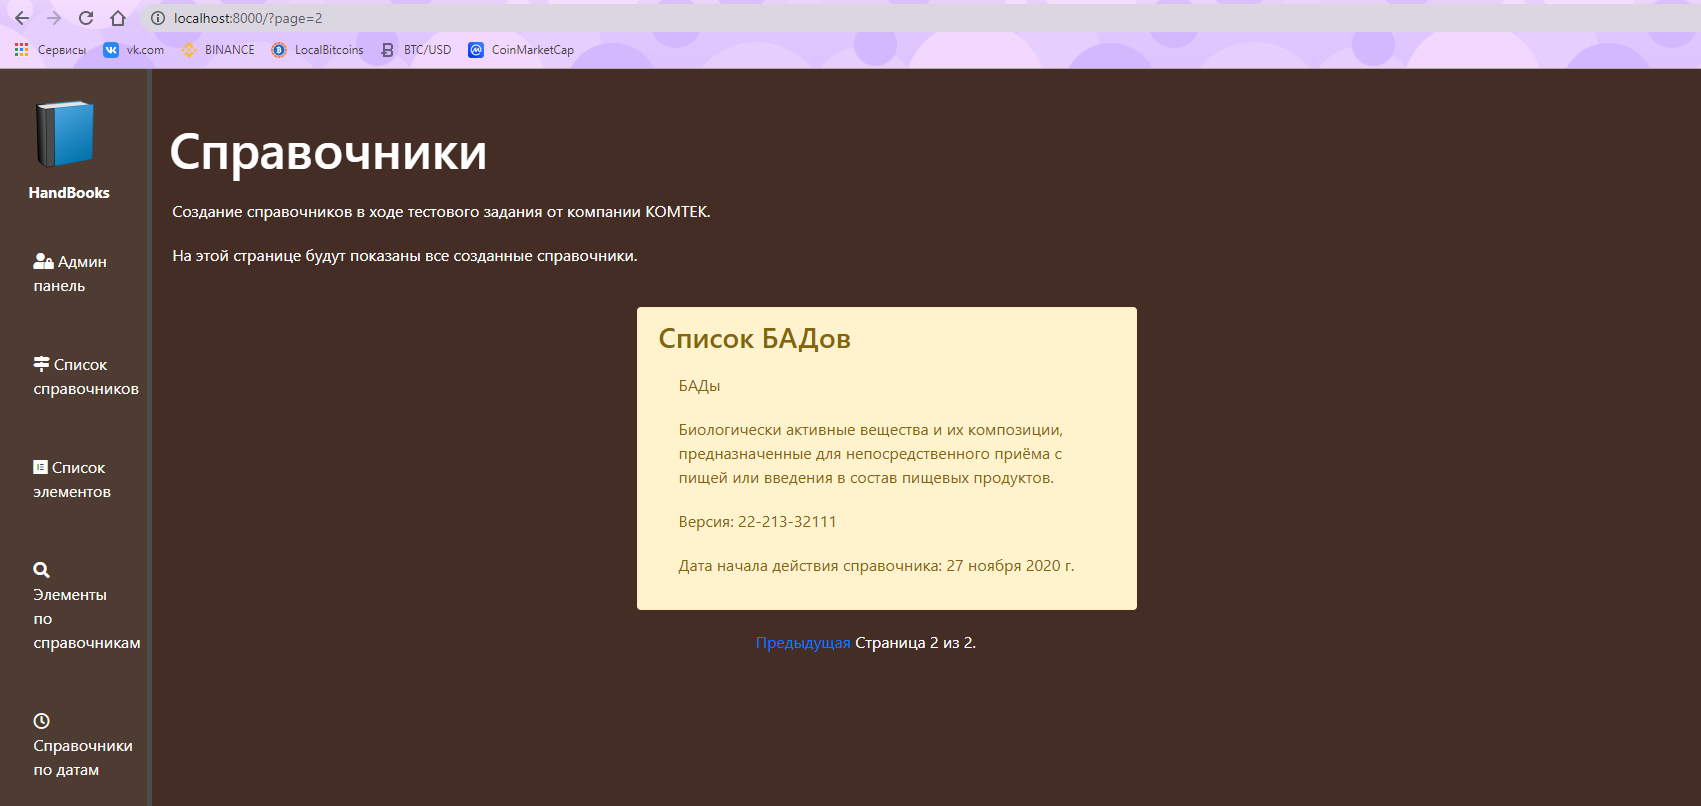 localhost:8000/?page=2
Сервисы vk.com BINANCE LocalBitcoins BTC/USD CoinMarketCap
HandBooks
Админ
панель
Список
справочников
Список
элементов
Элементы
по
справочникам
Справочники
по датам
Справочники
Создание справочников в ходе тестового задания от компании КОМТЕК.
На этой странице будут показаны все созданные справочники.
Список БАДов
БАДы
Биологически активные вещества и их композиции,
предназначенные для непосредственного приёма с
пищей или введения в состав пищевых продуктов.
Версия: 22-213-32111
Дата начала действия справочника: 27 ноября 2020 г.
Предыдущая Страница 2 из 2.